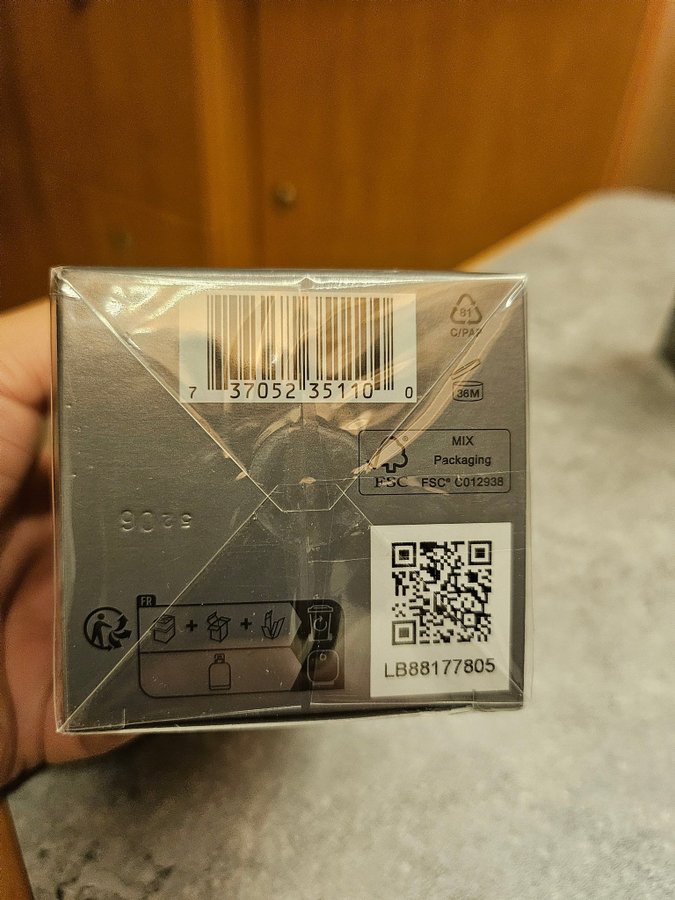 7 37052 35110 0
81
C/PAP
36M
MIX
Packaging
FSC
FSC® C012938
5206
FR
LB88177805